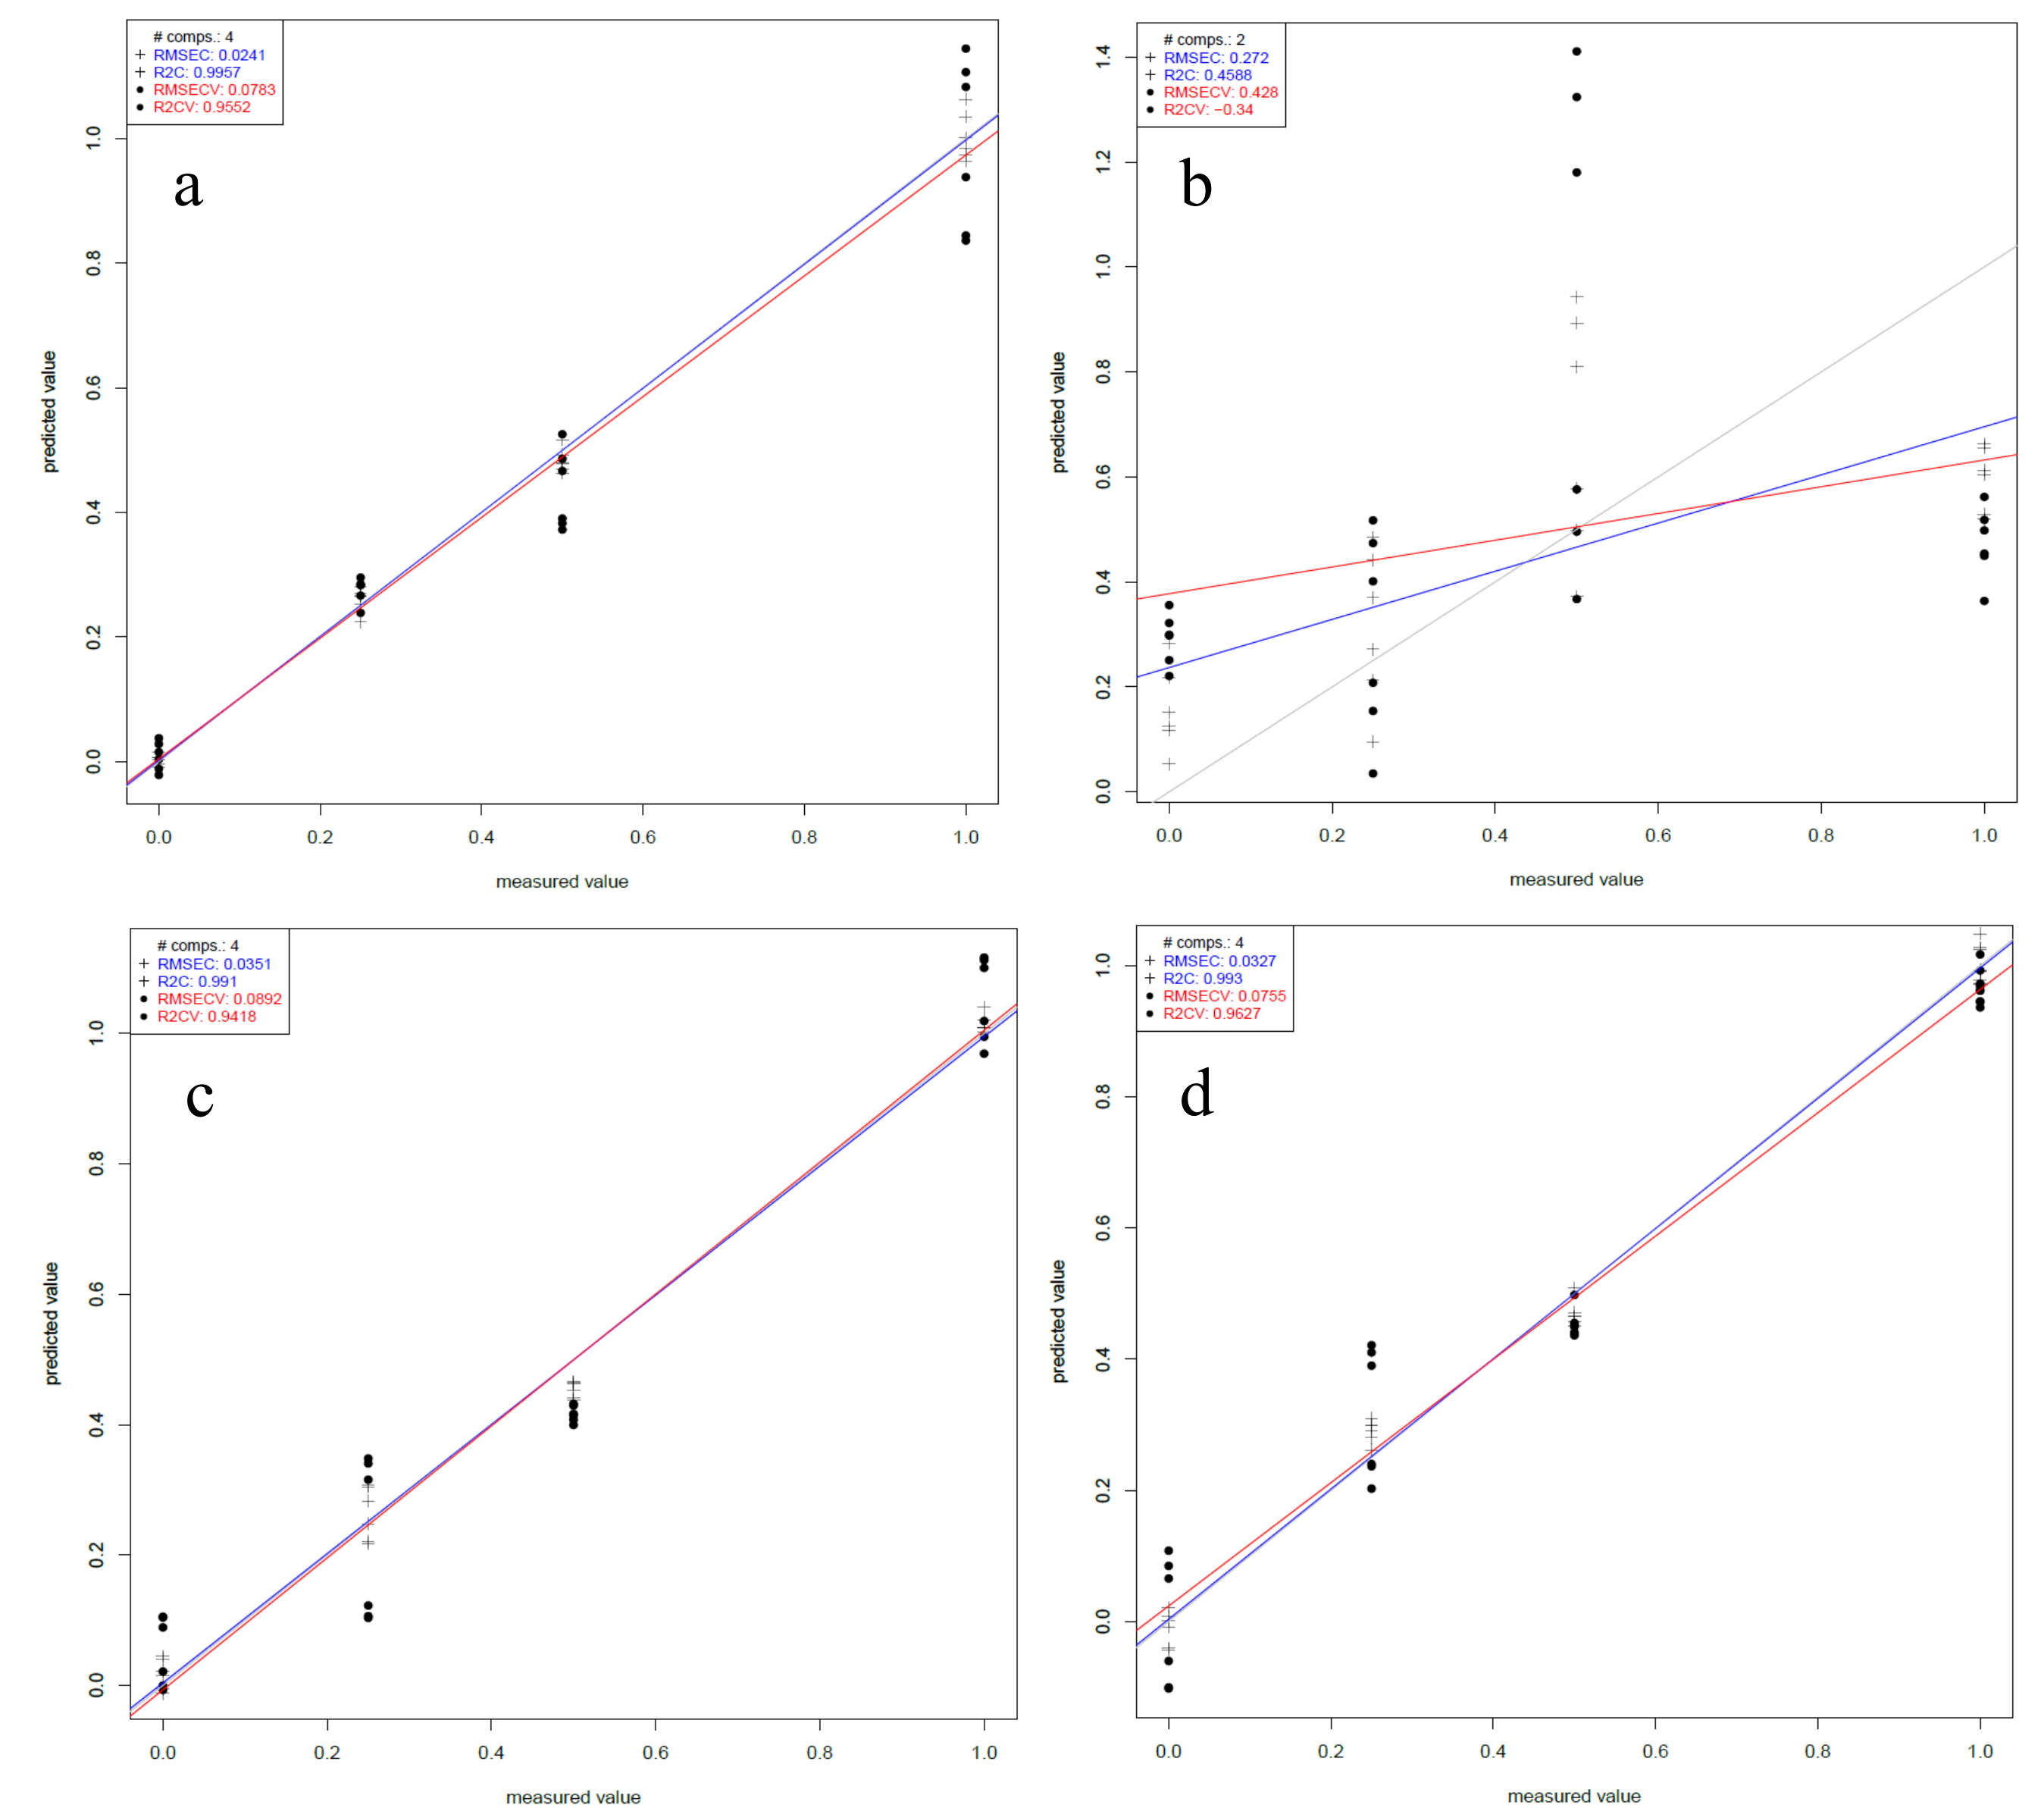 # comps.: 4
RMSEC: 0.0241
R2C: 0.9957
RMSECV: 0.0783
R2CV: 0.9552
a
predicted value
0.0 0.2 0.4 0.6 0.8 1.0
0.0 0.2 0.4 0.6 0.8 1.0
measured value
# comps.: 2
RMSEC: 0.272
R2C: 0.4588
RMSECV: 0.428
R2CV: −0.34
b
predicted value
0.0 0.2 0.4 0.6 0.8 1.0 1.2 1.4
0.0 0.2 0.4 0.6 0.8 1.0
measured value
# comps.: 4
RMSEC: 0.0351
R2C: 0.991
RMSECV: 0.0892
R2CV: 0.9418
c
predicted value
0.0 0.2 0.4 0.6 0.8 1.0
0.0 0.2 0.4 0.6 0.8 1.0
measured value
# comps.: 4
RMSEC: 0.0327
R2C: 0.993
RMSECV: 0.0755
R2CV: 0.9627
d
predicted value
0.0 0.2 0.4 0.6 0.8 1.0
0.0 0.2 0.4 0.6 0.8 1.0
measured value